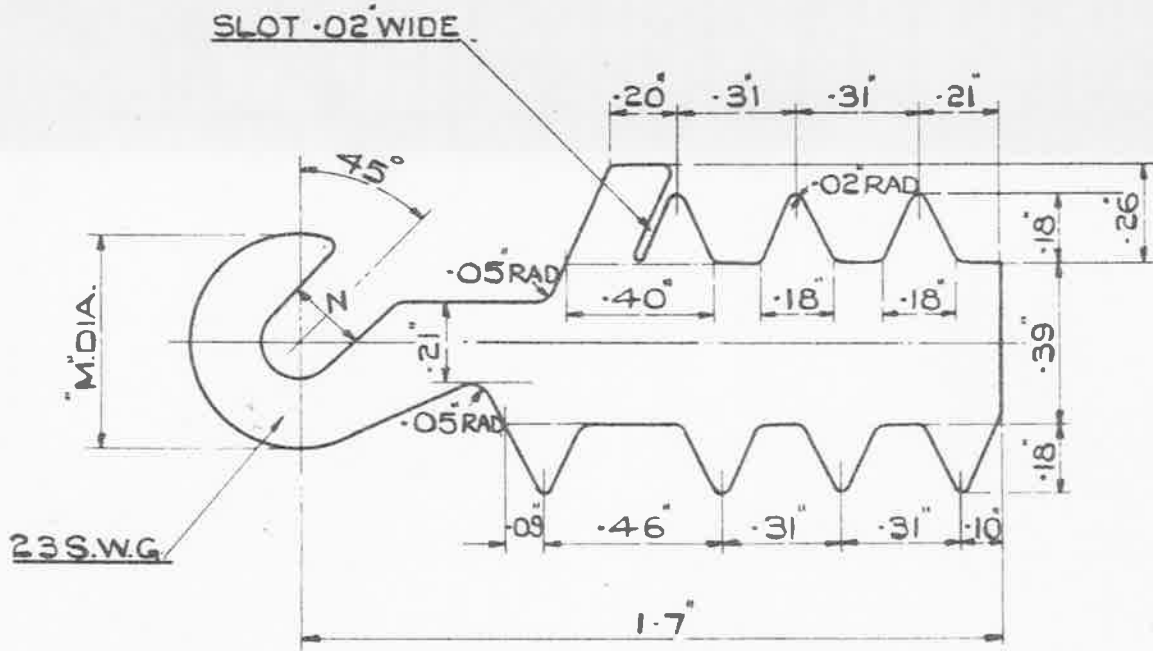 SLOT ·02" WIDE
·20" ·31" ·31" ·21"
45°
·02" RAD
·18" ·26"
·05" RAD
"M" DIA.
N
·40" ·18" ·18"
·21" ·39"
·05" RAD
·18"
·09" ·46" ·31" ·31" ·10"
23 S.W.G.
1·7"